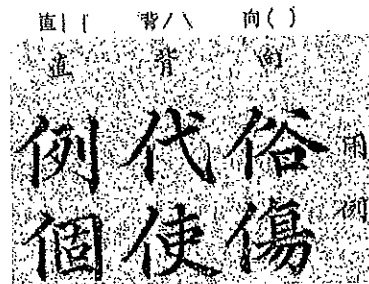 直|| 背/\ 向()
直 背 向
例 代 俗 用例
個 使 傷